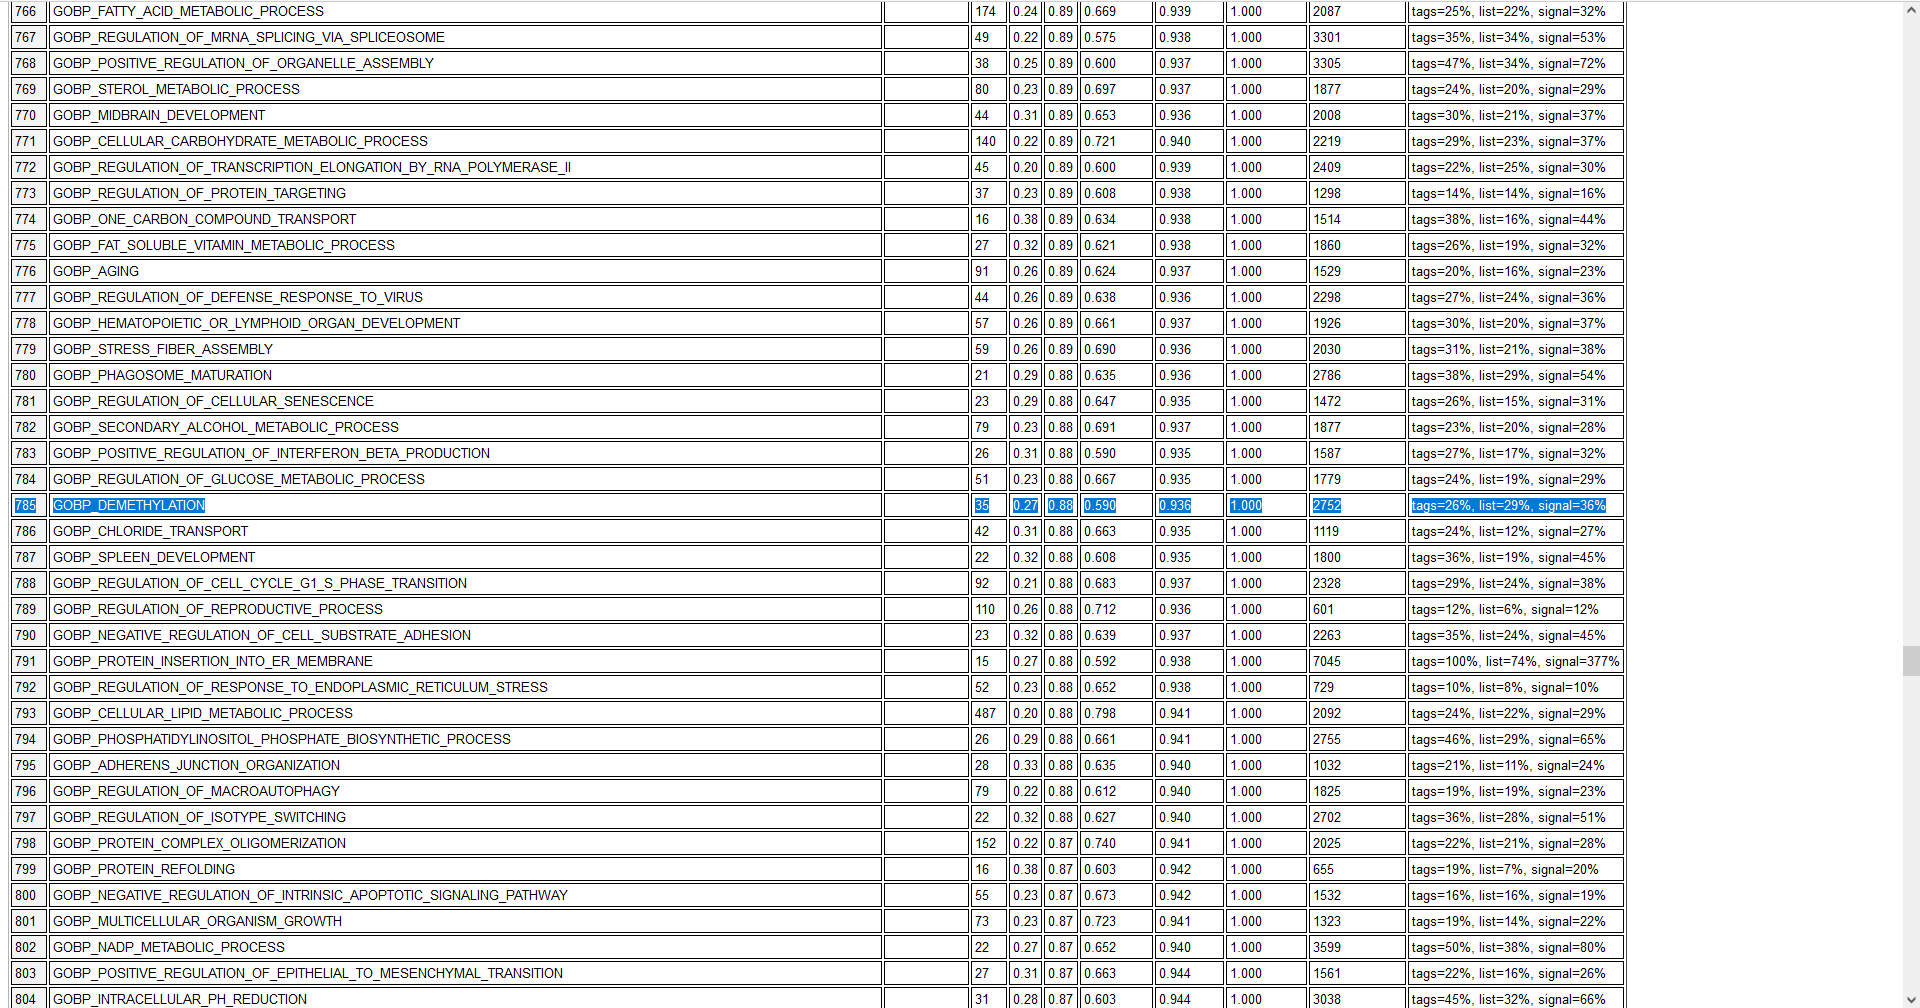 766 GOBP_FATTY_ACID_METABOLIC_PROCESS 174 0.24 0.89 0.669 0.939 1.000 2087 tags=25%, list=22%, signal=32%
767 GOBP_REGULATION_OF_MRNA_SPLICING_VIA_SPLICEOSOME 49 0.22 0.89 0.575 0.938 1.000 3301 tags=35%, list=34%, signal=53%
768 GOBP_POSITIVE_REGULATION_OF_ORGANELLE_ASSEMBLY 38 0.25 0.89 0.600 0.937 1.000 3305 tags=47%, list=34%, signal=72%
769 GOBP_STEROL_METABOLIC_PROCESS 80 0.23 0.89 0.697 0.937 1.000 1877 tags=24%, list=20%, signal=29%
770 GOBP_MIDBRAIN_DEVELOPMENT 44 0.31 0.89 0.653 0.936 1.000 2008 tags=30%, list=21%, signal=37%
771 GOBP_CELLULAR_CARBOHYDRATE_METABOLIC_PROCESS 140 0.22 0.89 0.721 0.940 1.000 2219 tags=29%, list=23%, signal=37%
772 GOBP_REGULATION_OF_TRANSCRIPTION_ELONGATION_BY_RNA_POLYMERASE_II 45 0.20 0.89 0.600 0.939 1.000 2409 tags=22%, list=25%, signal=30%
773 GOBP_REGULATION_OF_PROTEIN_TARGETING 37 0.23 0.89 0.608 0.938 1.000 1298 tags=14%, list=14%, signal=16%
774 GOBP_ONE_CARBON_COMPOUND_TRANSPORT 16 0.38 0.89 0.634 0.938 1.000 1514 tags=38%, list=16%, signal=44%
775 GOBP_FAT_SOLUBLE_VITAMIN_METABOLIC_PROCESS 27 0.32 0.89 0.621 0.938 1.000 1860 tags=26%, list=19%, signal=32%
776 GOBP_AGING 91 0.26 0.89 0.624 0.937 1.000 1529 tags=20%, list=16%, signal=23%
777 GOBP_REGULATION_OF_DEFENSE_RESPONSE_TO_VIRUS 44 0.26 0.89 0.638 0.936 1.000 2298 tags=27%, list=24%, signal=36%
778 GOBP_HEMATOPOIETIC_OR_LYMPHOID_ORGAN_DEVELOPMENT 57 0.26 0.89 0.661 0.937 1.000 1926 tags=30%, list=20%, signal=37%
779 GOBP_STRESS_FIBER_ASSEMBLY 59 0.26 0.89 0.690 0.936 1.000 2030 tags=31%, list=21%, signal=38%
780 GOBP_PHAGOSOME_MATURATION 21 0.29 0.88 0.635 0.936 1.000 2786 tags=38%, list=29%, signal=54%
781 GOBP_REGULATION_OF_CELLULAR_SENESCENCE 23 0.29 0.88 0.647 0.935 1.000 1472 tags=26%, list=15%, signal=31%
782 GOBP_SECONDARY_ALCOHOL_METABOLIC_PROCESS 79 0.23 0.88 0.691 0.937 1.000 1877 tags=23%, list=20%, signal=28%
783 GOBP_POSITIVE_REGULATION_OF_INTERFERON_BETA_PRODUCTION 26 0.31 0.88 0.590 0.935 1.000 1587 tags=27%, list=17%, signal=32%
784 GOBP_REGULATION_OF_GLUCOSE_METABOLIC_PROCESS 51 0.23 0.88 0.667 0.935 1.000 1779 tags=24%, list=19%, signal=29%
785 GOBP_DEMETHYLATION 35 0.27 0.88 0.590 0.936 1.000 2752 tags=26%, list=29%, signal=36%
786 GOBP_CHLORIDE_TRANSPORT 42 0.31 0.88 0.663 0.935 1.000 1119 tags=24%, list=12%, signal=27%
787 GOBP_SPLEEN_DEVELOPMENT 22 0.32 0.88 0.608 0.935 1.000 1800 tags=36%, list=19%, signal=45%
788 GOBP_REGULATION_OF_CELL_CYCLE_G1_S_PHASE_TRANSITION 92 0.21 0.88 0.683 0.937 1.000 2328 tags=29%, list=24%, signal=38%
789 GOBP_REGULATION_OF_REPRODUCTIVE_PROCESS 110 0.26 0.88 0.712 0.936 1.000 601 tags=12%, list=6%, signal=12%
790 GOBP_NEGATIVE_REGULATION_OF_CELL_SUBSTRATE_ADHESION 23 0.32 0.88 0.639 0.937 1.000 2263 tags=35%, list=24%, signal=45%
791 GOBP_PROTEIN_INSERTION_INTO_ER_MEMBRANE 15 0.27 0.88 0.592 0.938 1.000 7045 tags=100%, list=74%, signal=377%
792 GOBP_REGULATION_OF_RESPONSE_TO_ENDOPLASMIC_RETICULUM_STRESS 52 0.23 0.88 0.652 0.938 1.000 729 tags=10%, list=8%, signal=10%
793 GOBP_CELLULAR_LIPID_METABOLIC_PROCESS 487 0.20 0.88 0.798 0.941 1.000 2092 tags=24%, list=22%, signal=29%
794 GOBP_PHOSPHATIDYLINOSITOL_PHOSPHATE_BIOSYNTHETIC_PROCESS 26 0.29 0.88 0.661 0.941 1.000 2755 tags=46%, list=29%, signal=65%
795 GOBP_ADHERENS_JUNCTION_ORGANIZATION 28 0.33 0.88 0.635 0.940 1.000 1032 tags=21%, list=11%, signal=24%
796 GOBP_REGULATION_OF_MACROAUTOPHAGY 79 0.22 0.88 0.612 0.940 1.000 1825 tags=19%, list=19%, signal=23%
797 GOBP_REGULATION_OF_ISOTYPE_SWITCHING 22 0.32 0.88 0.627 0.940 1.000 2702 tags=36%, list=28%, signal=51%
798 GOBP_PROTEIN_COMPLEX_OLIGOMERIZATION 152 0.22 0.87 0.740 0.941 1.000 2025 tags=22%, list=21%, signal=28%
799 GOBP_PROTEIN_REFOLDING 16 0.38 0.87 0.603 0.942 1.000 655 tags=19%, list=7%, signal=20%
800 GOBP_NEGATIVE_REGULATION_OF_INTRINSIC_APOPTOTIC_SIGNALING_PATHWAY 55 0.23 0.87 0.673 0.942 1.000 1532 tags=16%, list=16%, signal=19%
801 GOBP_MULTICELLULAR_ORGANISM_GROWTH 73 0.23 0.87 0.723 0.941 1.000 1323 tags=19%, list=14%, signal=22%
802 GOBP_NADP_METABOLIC_PROCESS 22 0.27 0.87 0.652 0.940 1.000 3599 tags=50%, list=38%, signal=80%
803 GOBP_POSITIVE_REGULATION_OF_EPITHELIAL_TO_MESENCHYMAL_TRANSITION 27 0.31 0.87 0.663 0.944 1.000 1561 tags=22%, list=16%, signal=26%
804 GOBP_INTRACELLULAR_PH_REDUCTION 31 0.28 0.87 0.603 0.944 1.000 3038 tags=45%, list=32%, signal=66%